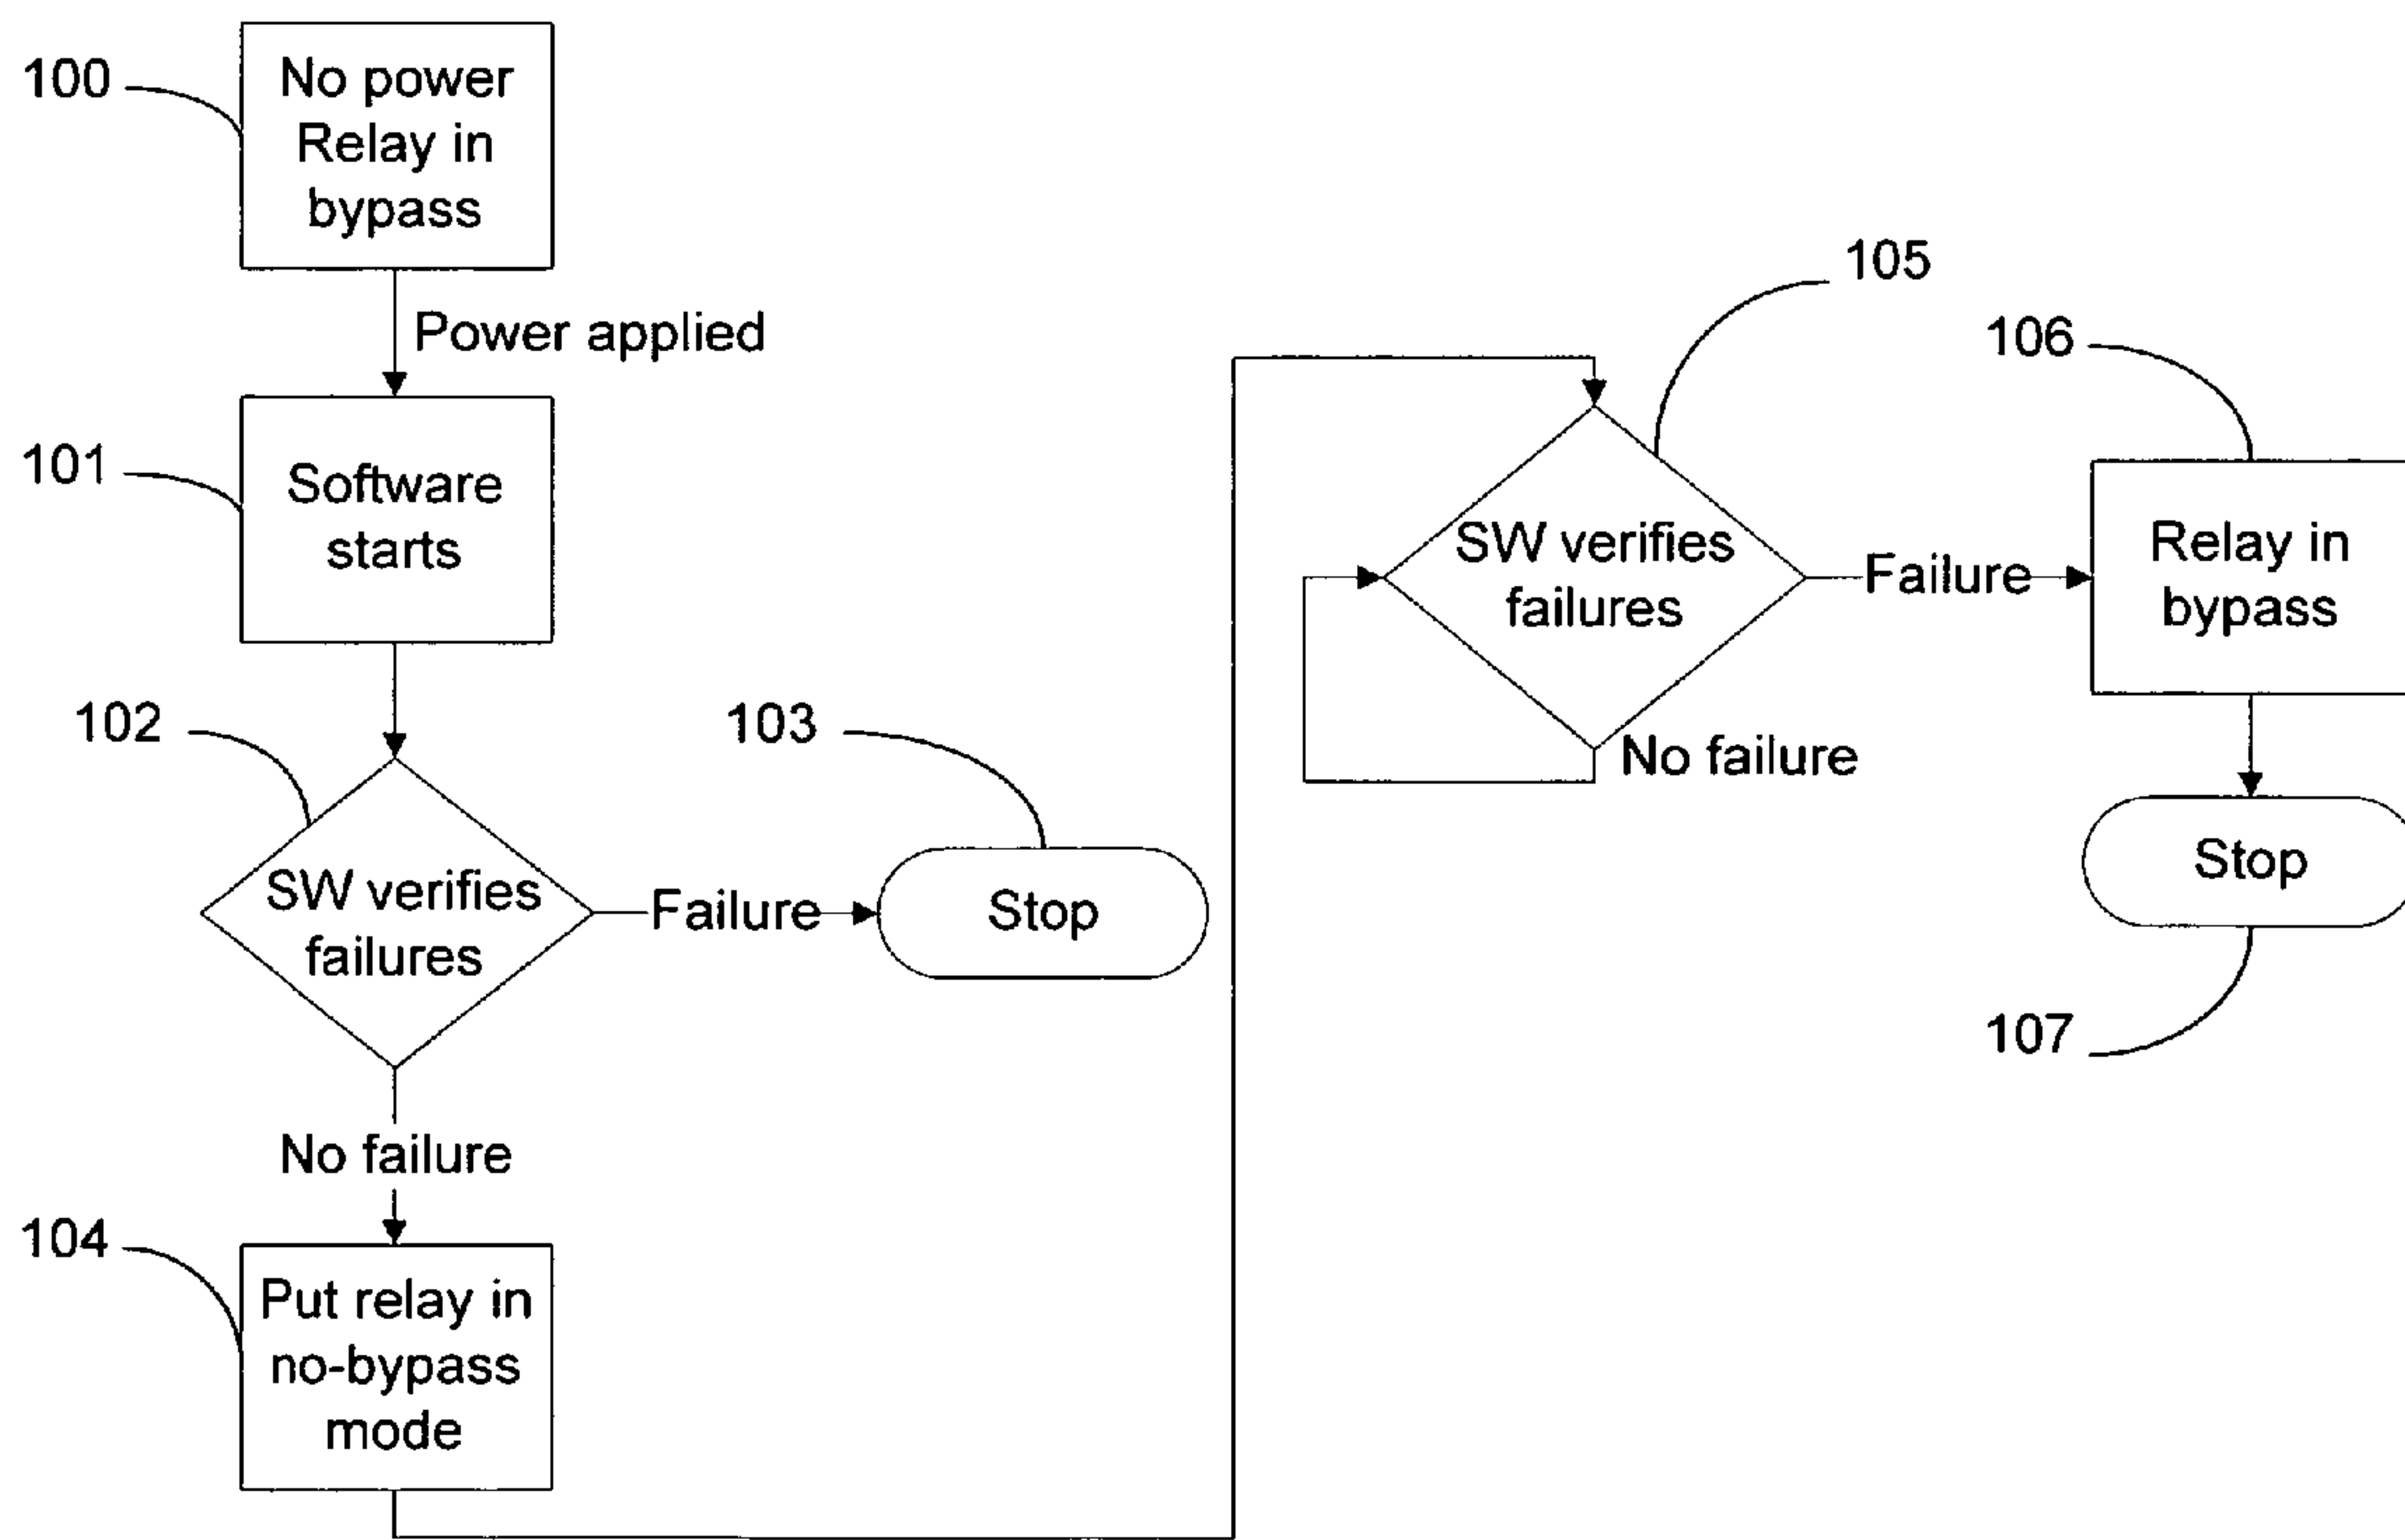 100
No power
Relay in
bypass
Power applied
101
Software
starts
102
SW verifies
failures
Failure
103
Stop
No failure
104
Put relay in
no-bypass
mode
105
SW verifies
failures
No failure
Failure
106
Relay in
bypass
Stop
107